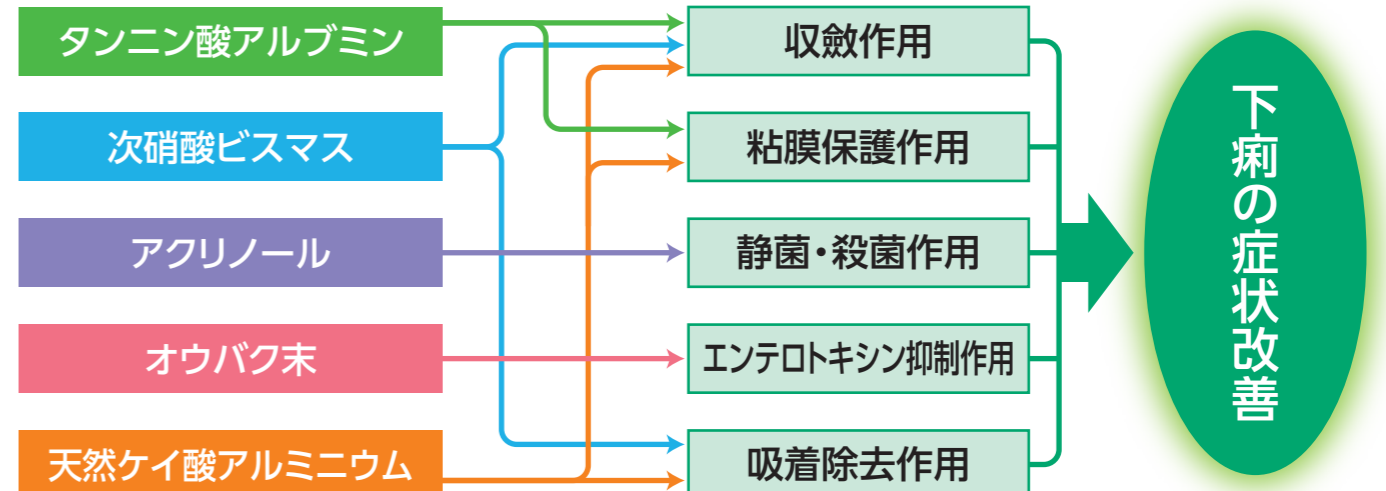 タンニン酸アルブミン
次硝酸ビスマス
アクリノール
オウバク末
天然ケイ酸アルミニウム
収斂作用
粘膜保護作用
静菌・殺菌作用
エンテロトキシン抑制作用
吸着除去作用
下痢の症状改善